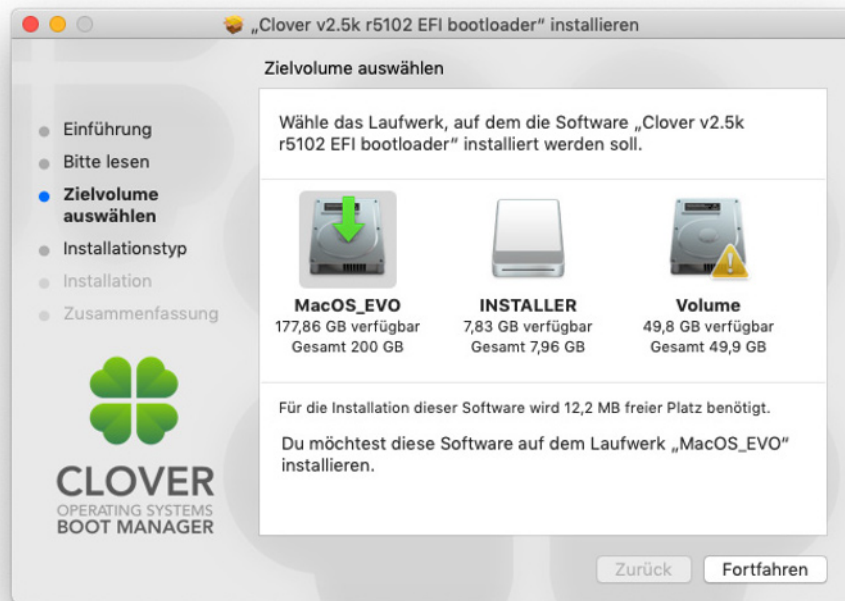 „Clover v2.5k r5102 EFI bootloader“ installieren
Zielvolume auswählen
Einführung
Bitte lesen
Zielvolume
auswählen
Installationstyp
Installation
Zusammenfassung
CLOVER
OPERATING SYSTEMS
BOOT MANAGER
Wähle das Laufwerk, auf dem die Software „Clover v2.5k
r5102 EFI bootloader“ installiert werden soll.
MacOS_EVO
177,86 GB verfügbar
Gesamt 200 GB
INSTALLER
7,83 GB verfügbar
Gesamt 7,96 GB
Volume
49,8 GB verfügbar
Gesamt 49,9 GB
Für die Installation dieser Software wird 12,2 MB freier Platz benötigt.
Du möchtest diese Software auf dem Laufwerk „MacOS_EVO“
installieren.
Zurück
Fortfahren